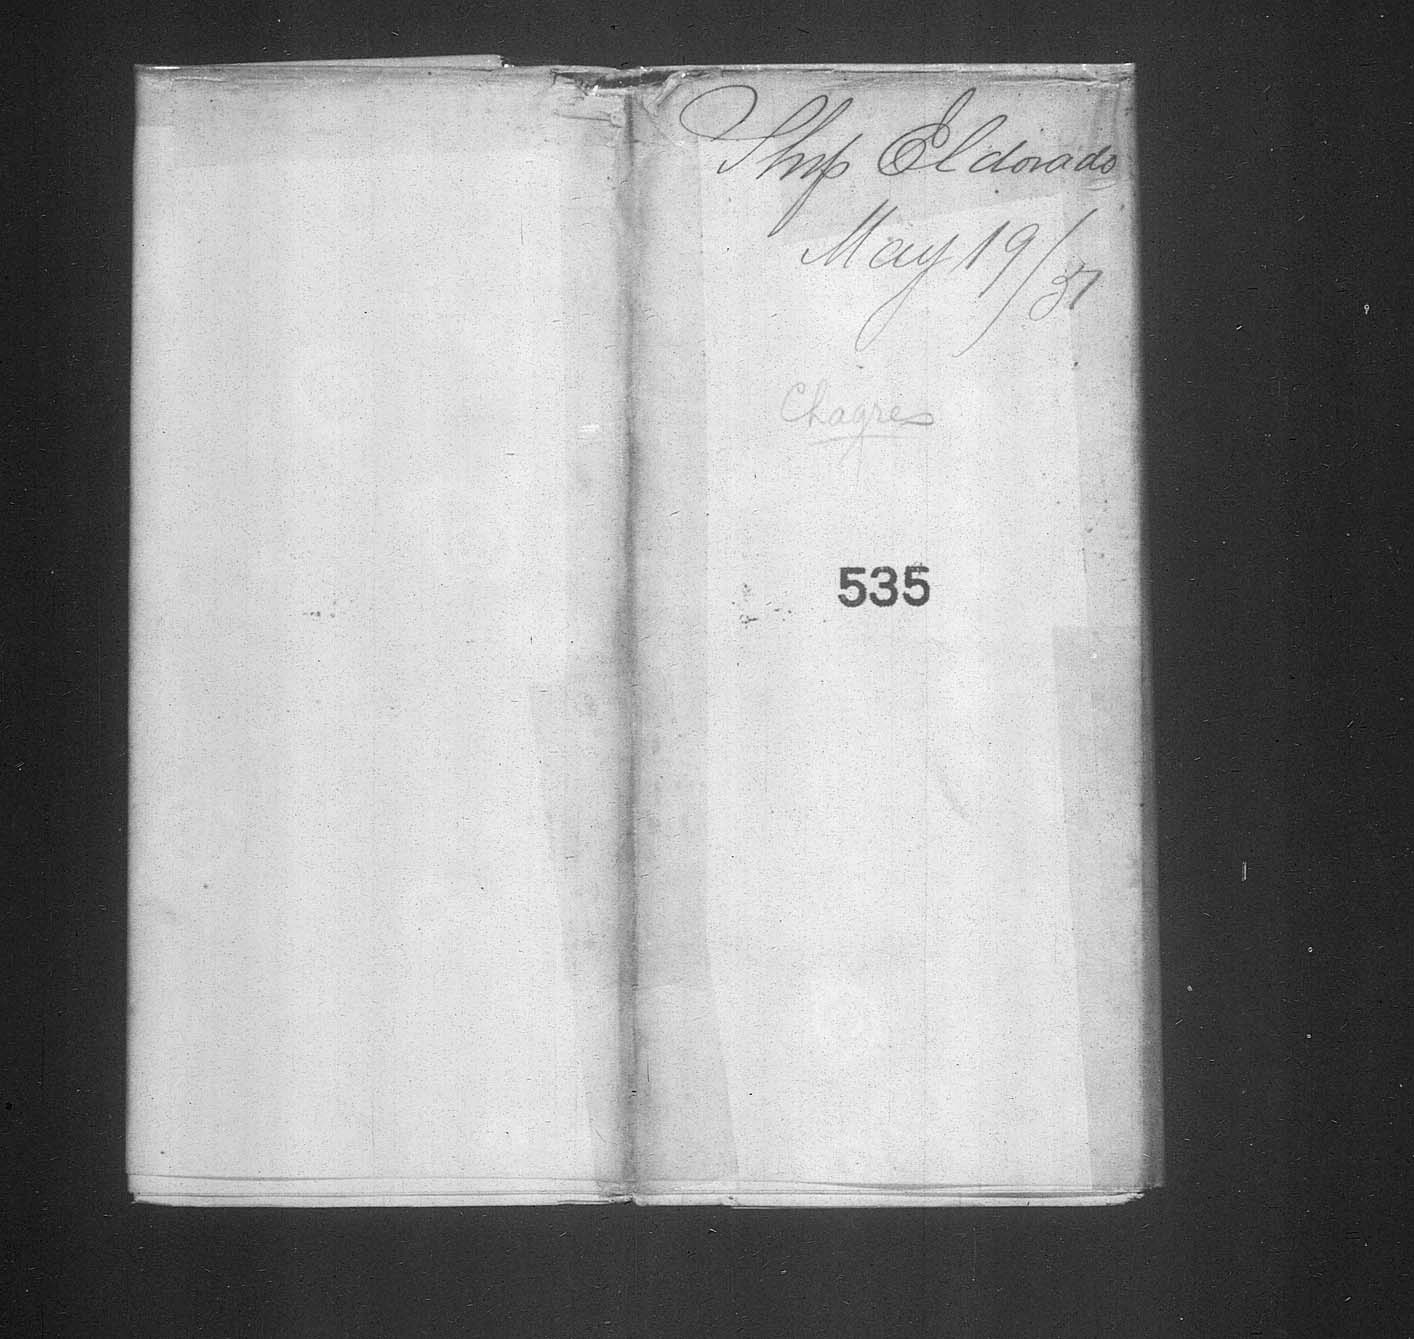 Ship Eldorado
May 19/51
Chagres
535